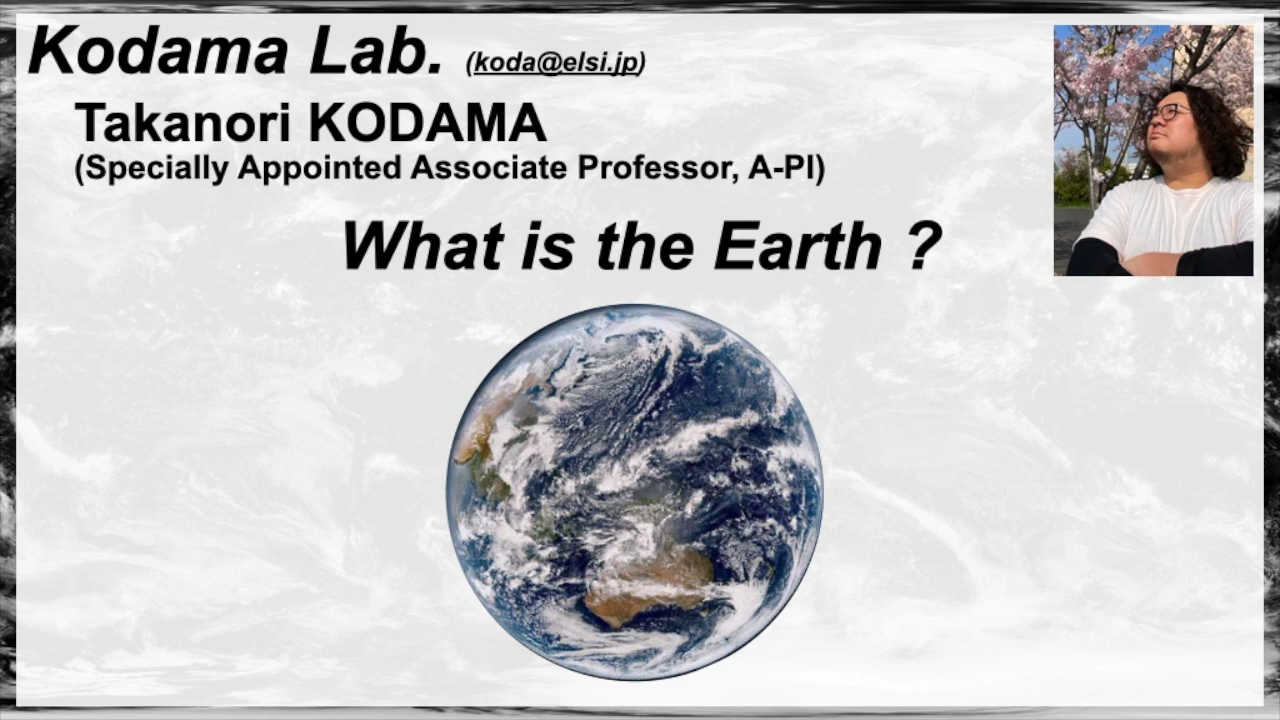 Kodama Lab. (koda@elsi.jp)
Takanori KODAMA
(Specially Appointed Associate Professor, A-PI)
What is the Earth ?